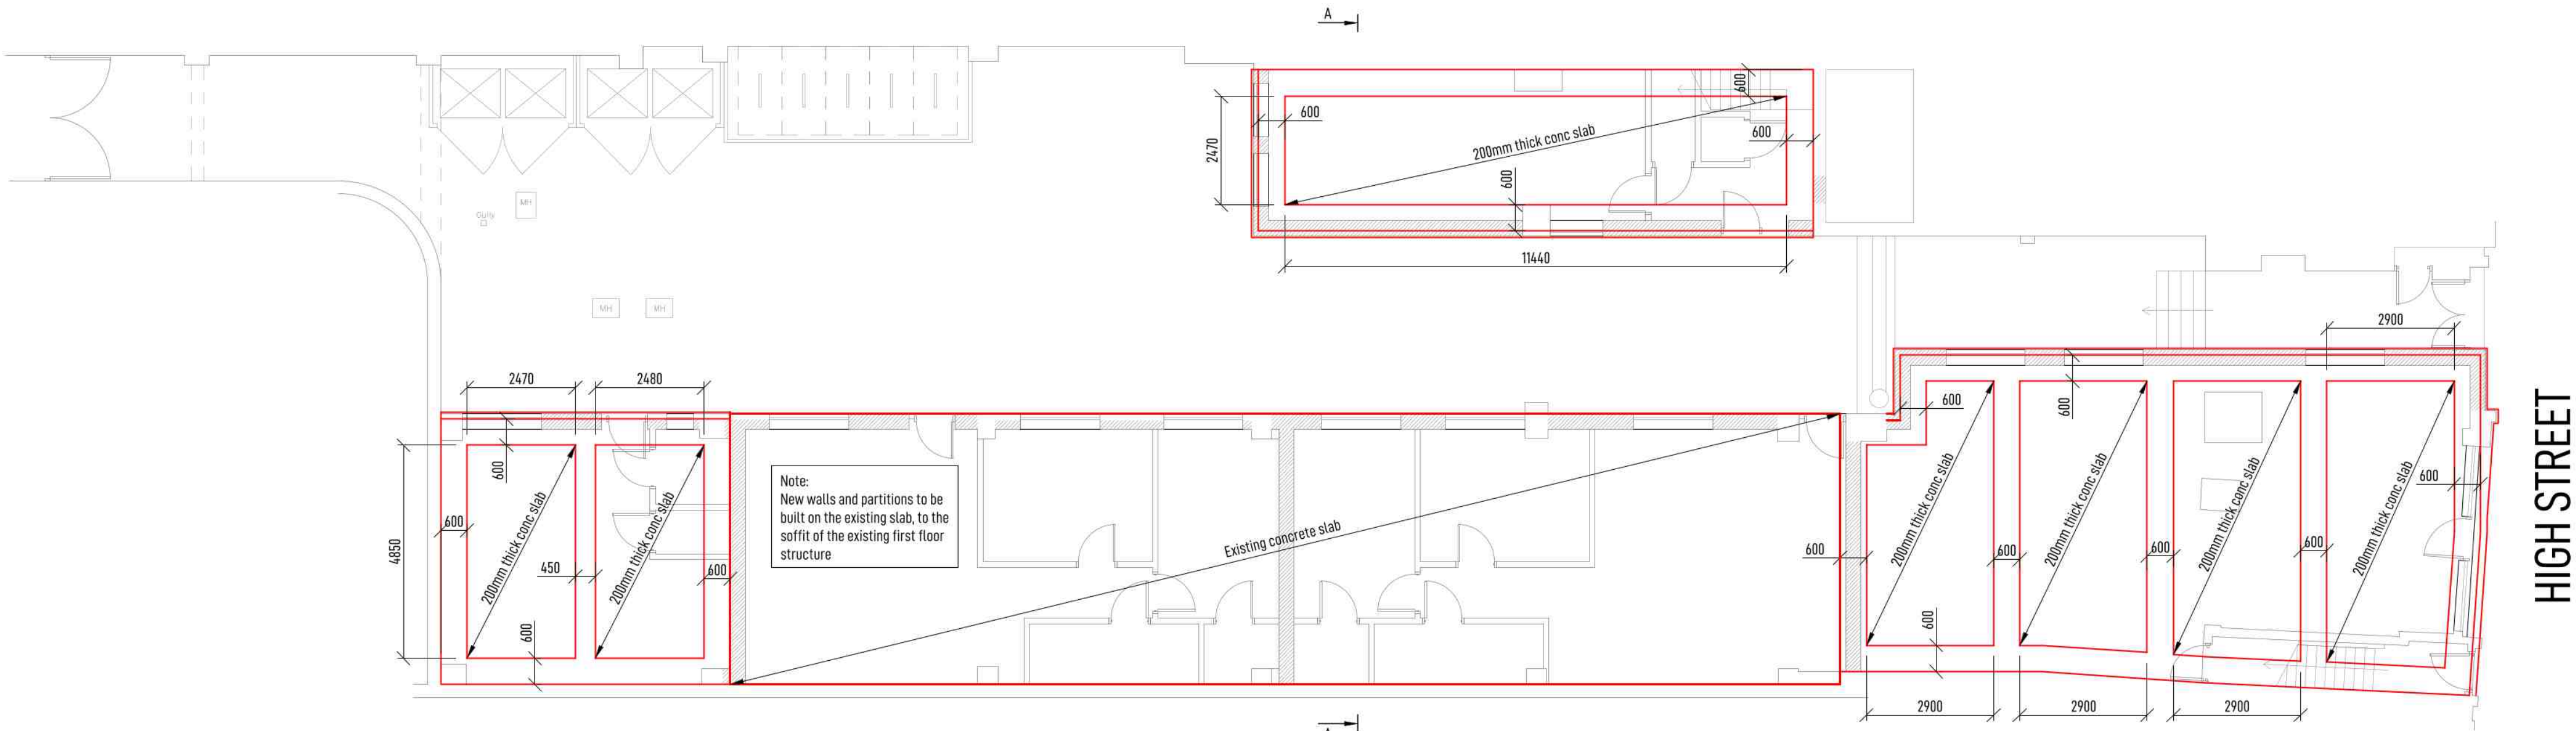 A
600
600
2470
200mm thick conc slab
600
600
11440
MH
Gully
MH
MH
2900
2470
2480
600
600
HIGH STREET
600
200mm thick conc slab
200mm thick conc slab
600
4850
450
600
600
Note:
New walls and partitions to be
built on the existing slab, to the
soffit of the existing first floor
structure
Existing concrete slab
600
200mm thick conc slab
600
200mm thick conc slab
600
200mm thick conc slab
600
200mm thick conc slab
600
600
2900
2900
2900
A